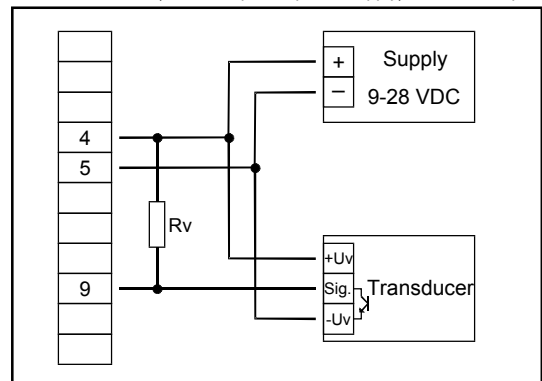 + Supply
– 9-28 VDC
4
5
Rv
+Uv
9 Sig. Transducer
-Uv